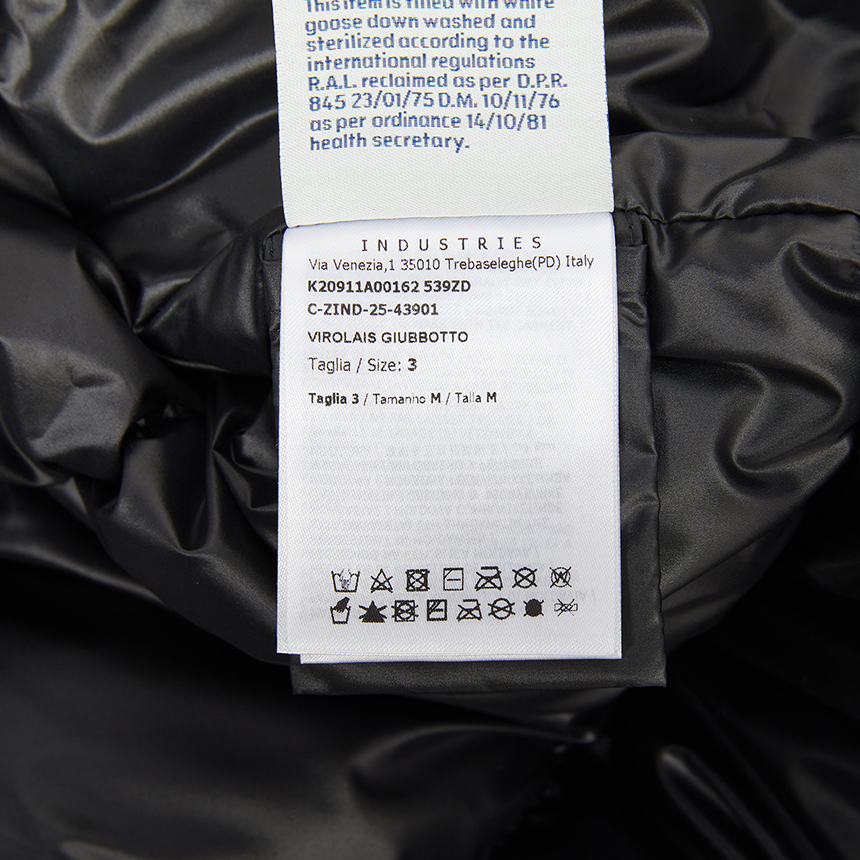 This item is filled with white
goose down washed and
sterilized according to the
international regulations
R.A.L. reclaimed as per D.P.R.
845 23/01/75 D.M. 10/11/76
as per ordinance 14/10/81
health secretary.
INDUSTRIES
Via Venezia,1 35010 Trebaseleghe(PD) Italy
K20911A00162 539ZD
C-ZIND-25-43901
VIROLAIS GIUBBOTTO
Taglia / Size: 3
Taglia 3 / Tamanho M / Talla M